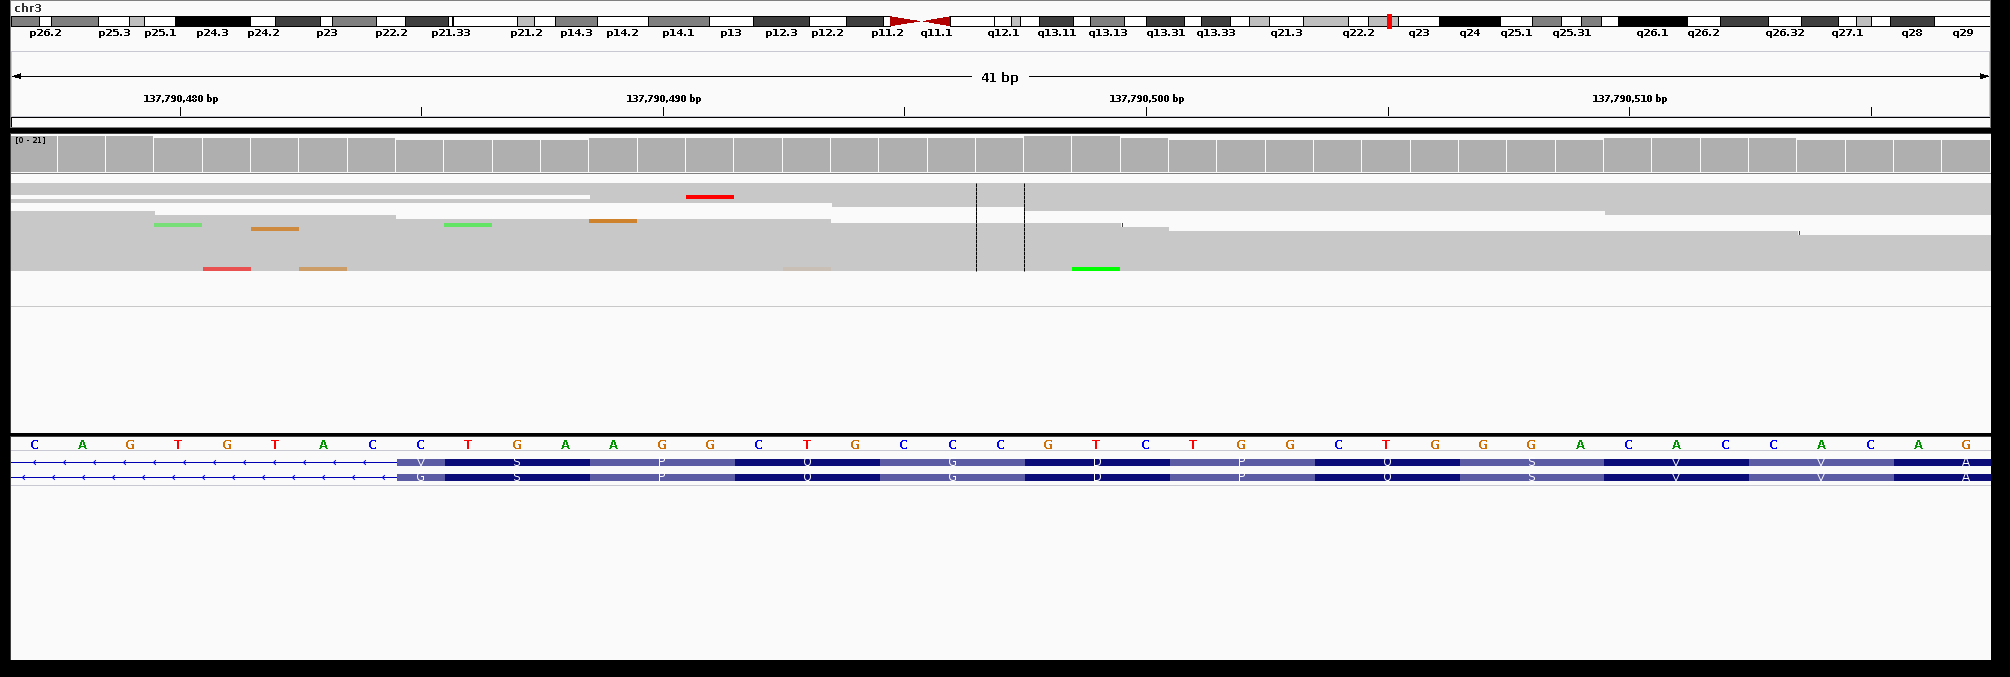 chr3
p26.2 p25.3 p25.1 p24.3 p24.2 p23 p22.2 p21.33 p21.2 p14.3 p14.2 p14.1 p13 p12.3 p12.2 p11.2 q11.1 q12.1 q13.11 q13.13 q13.31 q13.33 q21.3 q22.2 q23 q24 q25.1 q25.31 q26.1 q26.2 q26.32 q27.1 q28 q29
41 bp
137,790,480 bp 137,790,490 bp 137,790,500 bp 137,790,510 bp
[0 - 21]
C A G T G T A C C T G A A G G C T G C C C G T C T G G C T G G G A C A C C A C A G
V S P Q G D P Q S V V A
G S P Q G D P Q S V V A